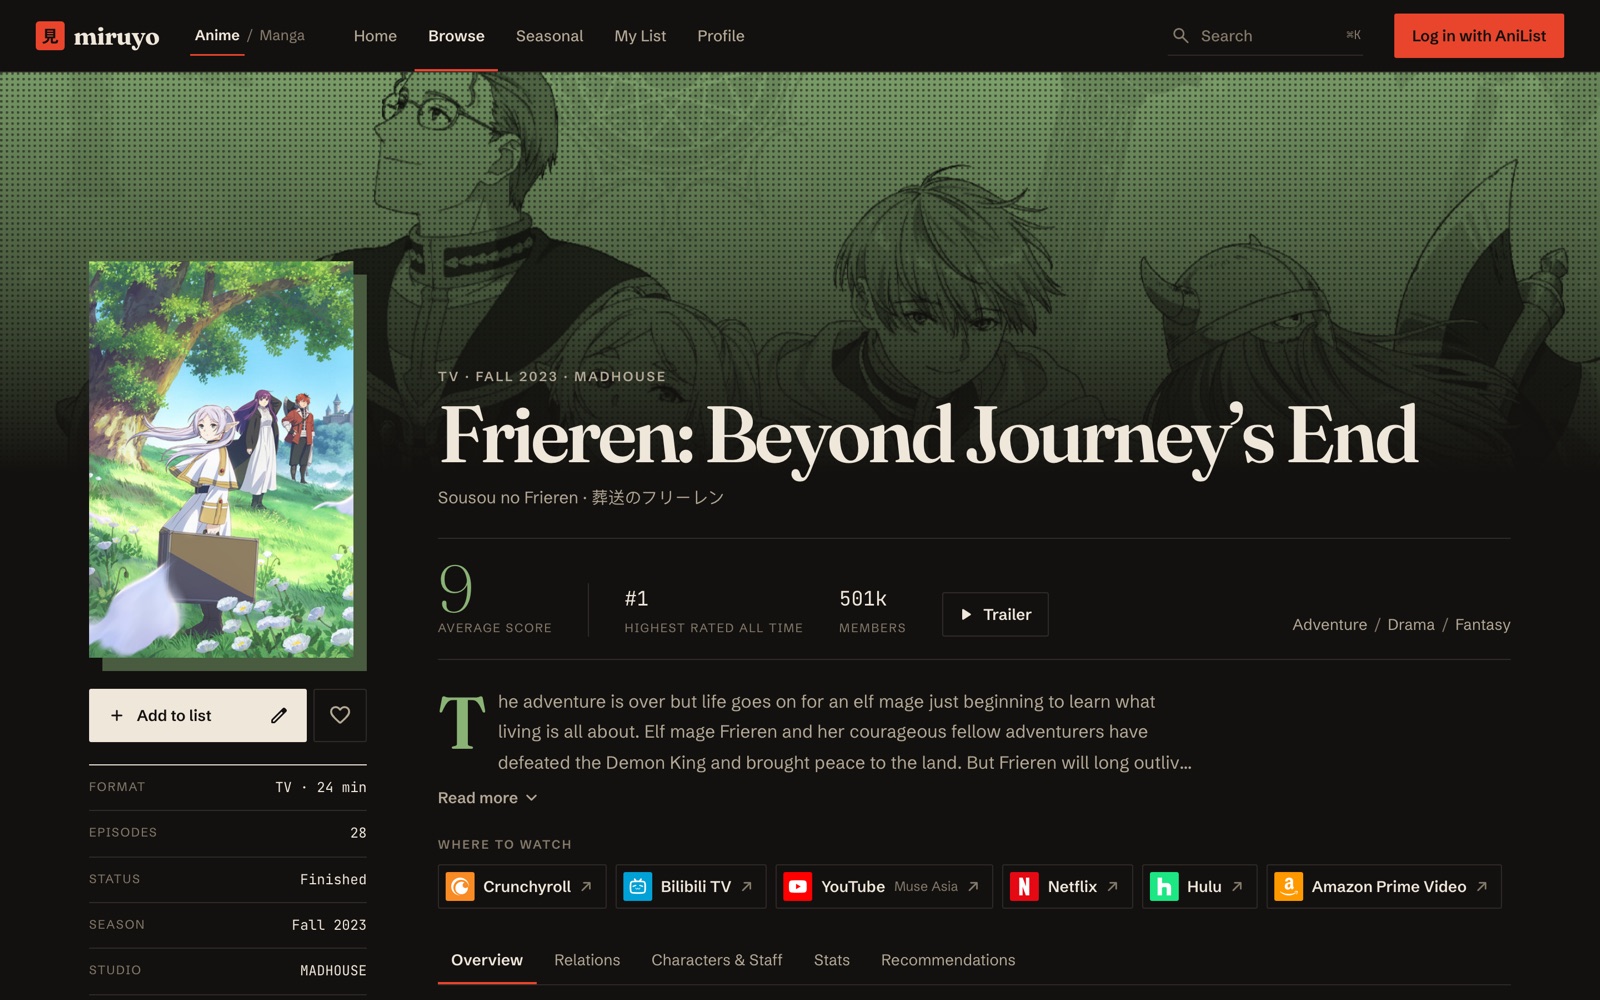 見 miruyo
Anime / Manga
Home
Browse
Seasonal
My List
Profile
Search ⌘K
Log in with AniList
TV · FALL 2023 · MADHOUSE
Frieren: Beyond Journey’s End
Sousou no Frieren · 葬送のフリーレン
9
AVERAGE SCORE
#1
HIGHEST RATED ALL TIME
501k
MEMBERS
Trailer
Adventure / Drama / Fantasy
The adventure is over but life goes on for an elf mage just beginning to learn what
living is all about. Elf mage Frieren and her courageous fellow adventurers have
defeated the Demon King and brought peace to the land. But Frieren will long outliv...
Read more
Add to list
FORMAT TV · 24 min
EPISODES 28
STATUS Finished
SEASON Fall 2023
STUDIO MADHOUSE
WHERE TO WATCH
Crunchyroll
Bilibili TV
YouTube Muse Asia
N Netflix
h Hulu
a Amazon Prime Video
Overview
Relations
Characters & Staff
Stats
Recommendations